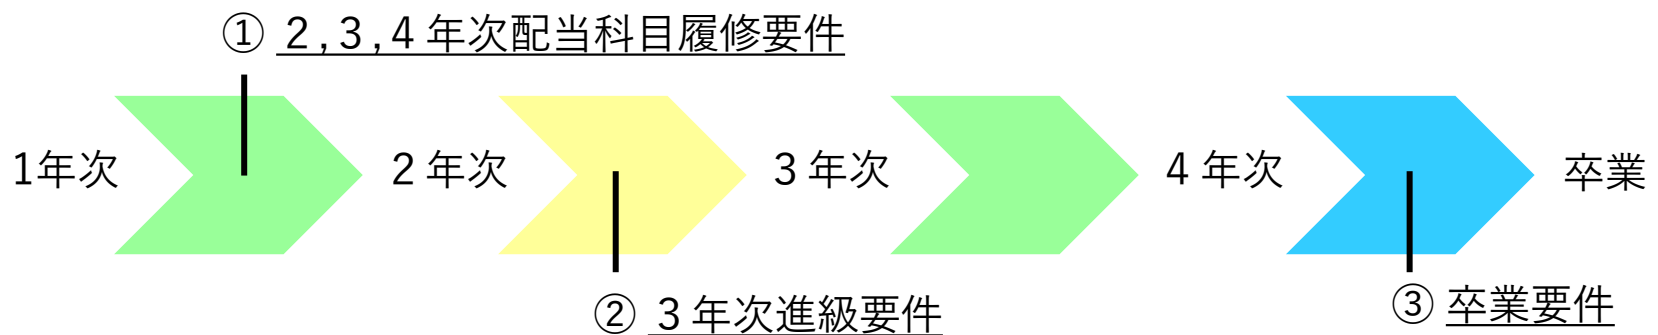 ① 2,3,4年次配当科目履修要件
1年次
2年次
3年次
4年次
卒業
② 3年次進級要件
③ 卒業要件